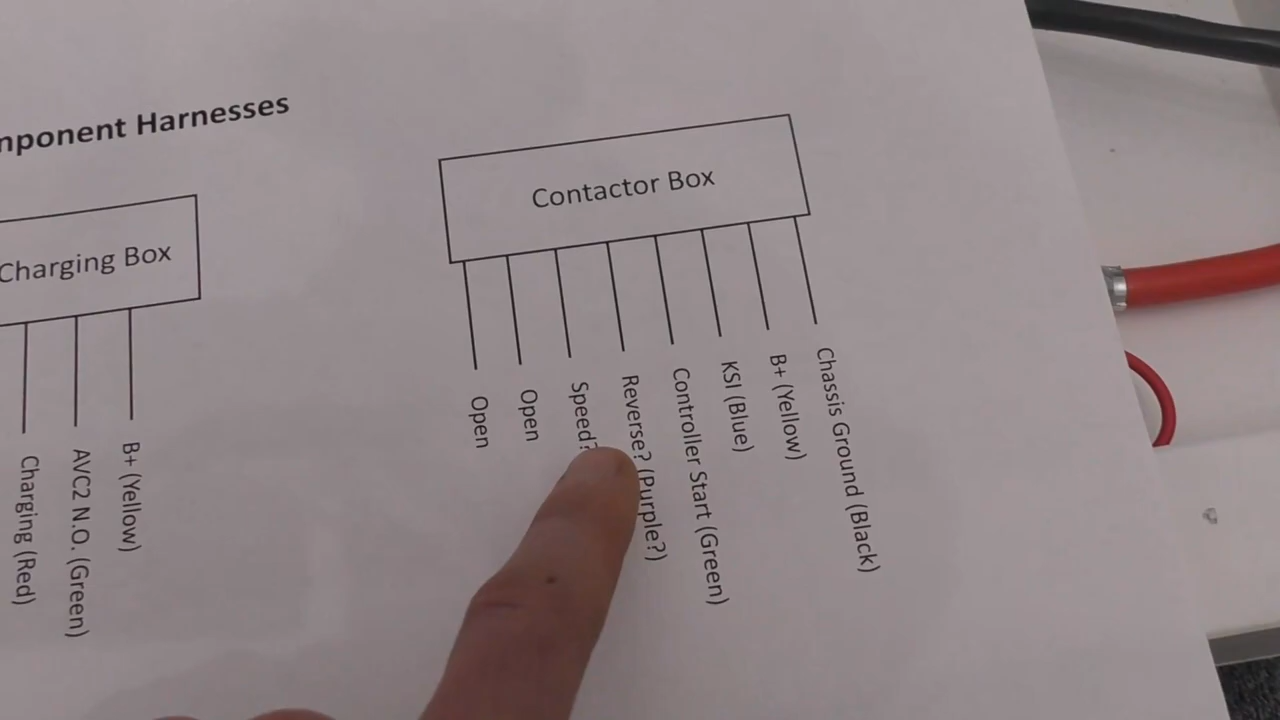 mponent Harnesses
Charging Box
Charging (Red)
AVC2 N.O. (Green)
B+ (Yellow)
Contactor Box
Open
Open
Speed?
Reverse? (Purple?)
Controller Start (Green)
KSI (Blue)
B+ (Yellow)
Chassis Ground (Black)